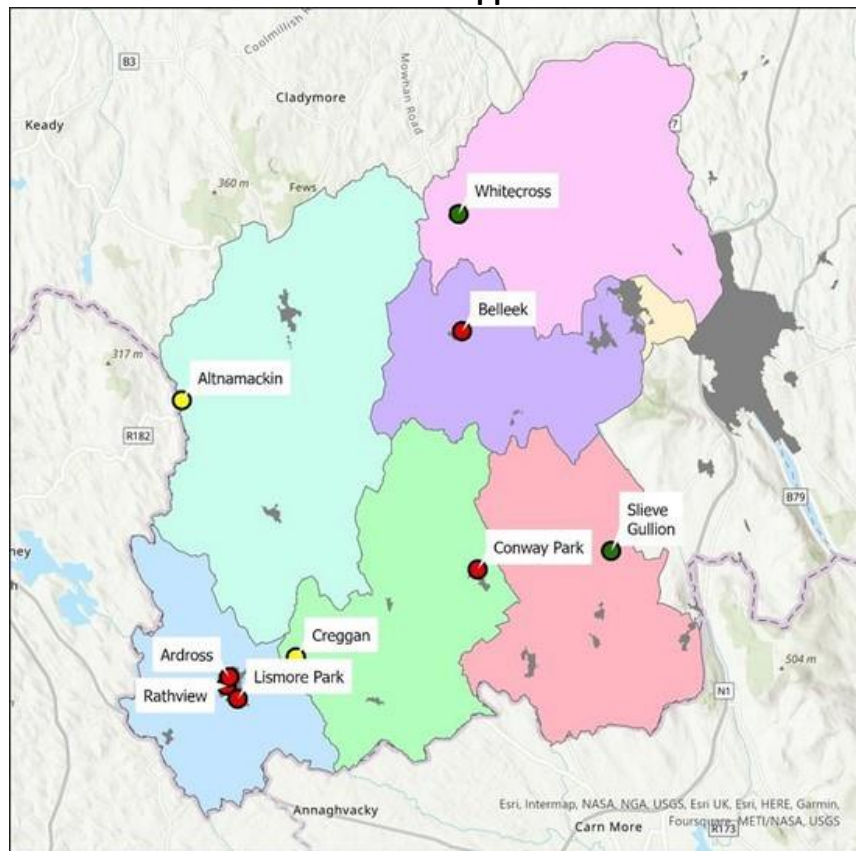 B3
Coolmillish
Mowhan Road
Cladymore
Keady
7
360 m
Fews
Whitecross
Belleek
317 m
Altnamackin
R182
B79
Slieve
Gullion
Conway Park
Creggan
Ardross
Lismore Park
Rathview
504 m
N1
Annaghvacky
Esri, Intermap, NASA, NGA, USGS, Esri UK, Esri, HERE, Garmin,
Foursquare, METI/NASA, USGS
Carn More
R173